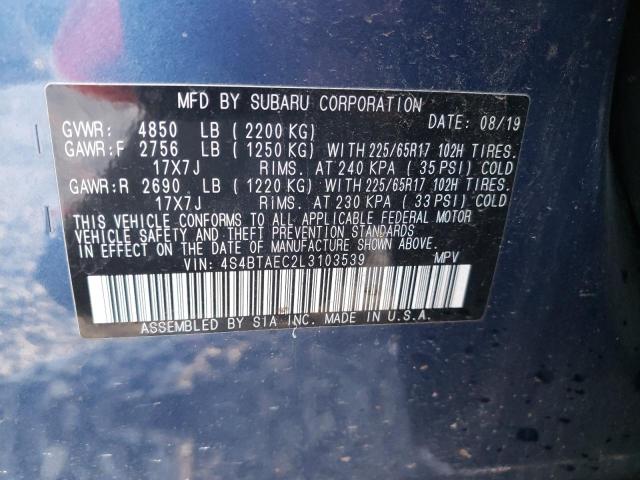 MFD BY SUBARU CORPORATION
GVWR: 4850 LB (2200 KG) DATE: 08/19
GAWR:F 2756 LB (1250 KG) WITH 225/65R17 102H TIRES.
17X7J RIMS. AT 240 KPA (35 PSI) COLD
GAWR:R 2690 LB (1220 KG) WITH 225/65R17 102H TIRES.
17X7J RIMS. AT 230 KPA (33 PSI) COLD
THIS VEHICLE CONFORMS TO ALL APPLICABLE FEDERAL MOTOR
VEHICLE SAFETY AND THEFT PREVENTION STANDARDS
IN EFFECT ON THE DATE OF MANUFACTURE SHOWN ABOVE.
VIN: 4S4BTAEC2L3103539 MPV
ASSEMBLED BY SIA INC. MADE IN U.S.A.